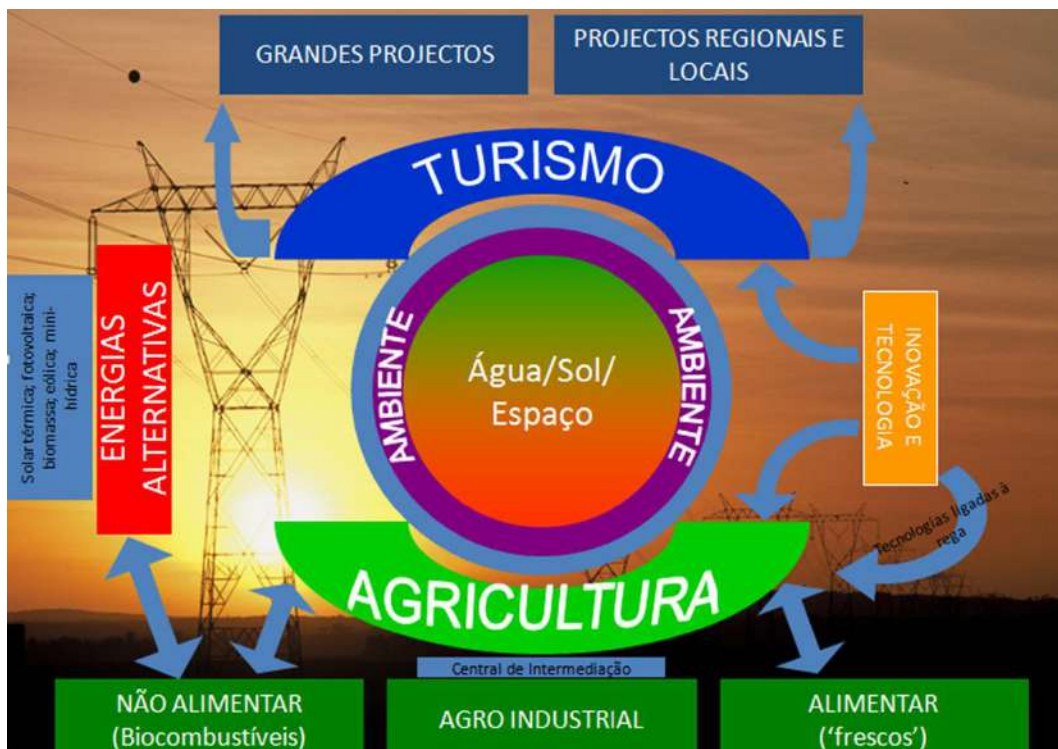 GRANDES PROJECTOS
PROJECTOS REGIONAIS E
LOCAIS
TURISMO
Solar térmica; fotovoltaica;
biomassa; eólica; mini-
hídrica
ENERGIAS
ALTERNATIVAS
AMBIENTE
Água/Sol/
Espaço
AMBIENTE
INOVAÇÃO E
TECNOLOGIA
Tecnologias ligadas à
rega
AGRICULTURA
Central de Intermediação
NÃO ALIMENTAR
(Biocombustíveis)
AGRO INDUSTRIAL
ALIMENTAR
('frescos')